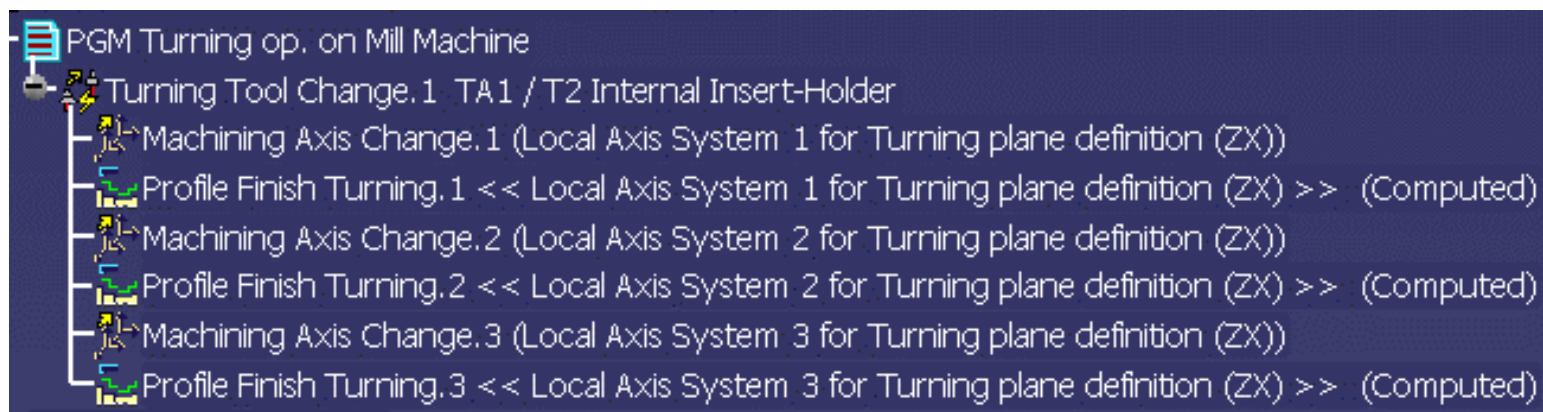 PGM Turning op. on Mill Machine
Turning Tool Change.1 TA1 / T2 Internal Insert-Holder
Machining Axis Change.1 (Local Axis System 1 for Turning plane definition (ZX))
Profile Finish Turning.1 << Local Axis System 1 for Turning plane definition (ZX) >> (Computed)
Machining Axis Change.2 (Local Axis System 2 for Turning plane definition (ZX))
Profile Finish Turning.2 << Local Axis System 2 for Turning plane definition (ZX) >> (Computed)
Machining Axis Change.3 (Local Axis System 3 for Turning plane definition (ZX))
Profile Finish Turning.3 << Local Axis System 3 for Turning plane definition (ZX) >> (Computed)